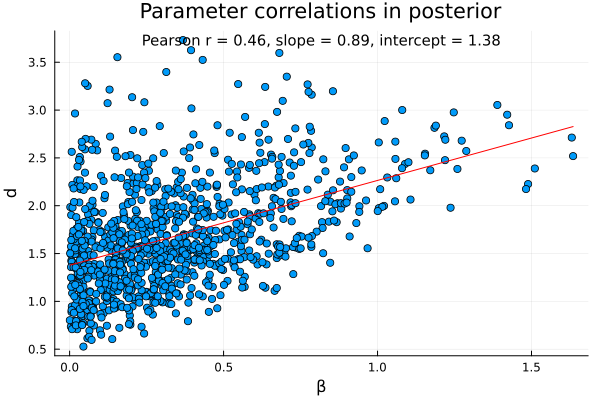 Parameter correlations in posterior
Pearson r = 0.46, slope = 0.89, intercept = 1.38
3.5
3.0
2.5
2.0
1.5
1.0
0.5
d
0.0
0.5
1.0
1.5
β